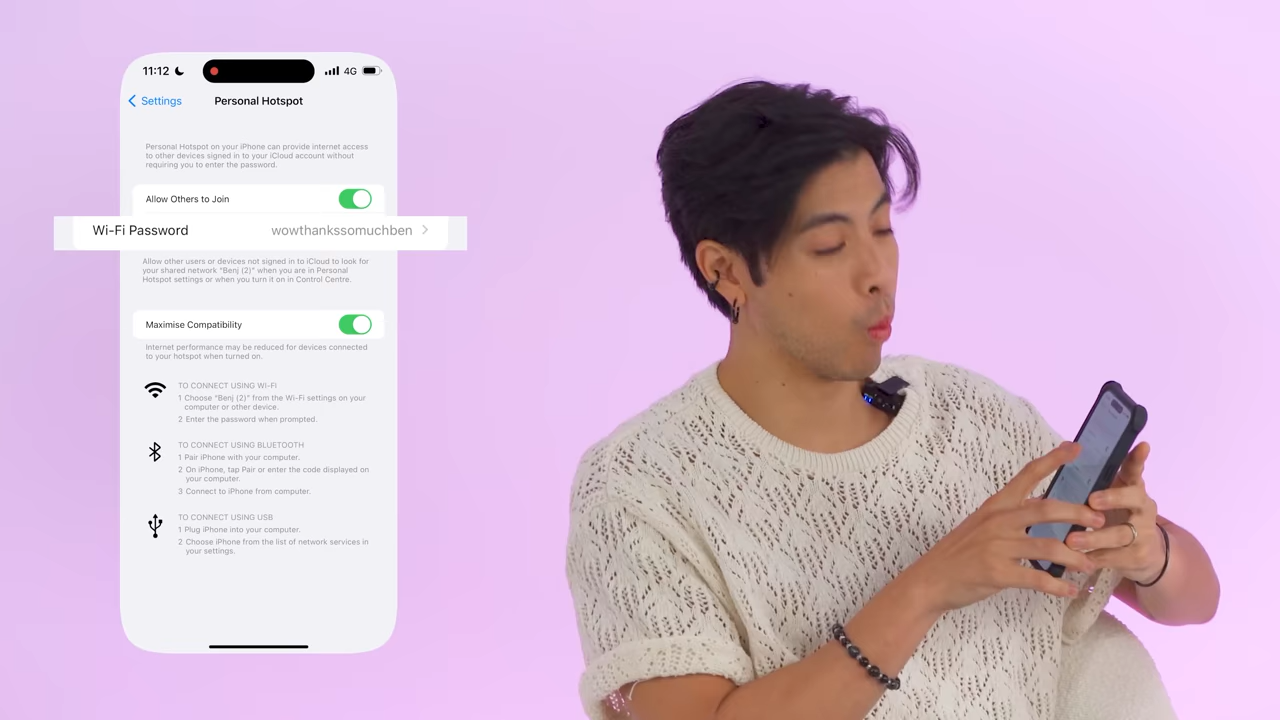 11:12
4G
Settings
Personal Hotspot
Personal Hotspot on your iPhone can provide internet access
to other devices signed in to your iCloud account without
requiring you to enter the password.
Allow Others to Join
Wi-Fi Password wowthankssomuchben
Allow other users or devices not signed in to iCloud to look for
your shared network “Benj (2)” when you are in Personal
Hotspot settings or when you turn it on in Control Centre.
Maximise Compatibility
Internet performance may be reduced for devices connected
to your hotspot when turned on.
TO CONNECT USING WI-FI
1 Choose “Benj (2)” from the Wi-Fi settings on your
computer or other device.
2 Enter the password when prompted.
TO CONNECT USING BLUETOOTH
1 Pair iPhone with your computer.
2 On iPhone, tap Pair or enter the code displayed on
your computer.
3 Connect to iPhone from computer.
TO CONNECT USING USB
1 Plug iPhone into your computer.
2 Choose iPhone from the list of network services in
your settings.